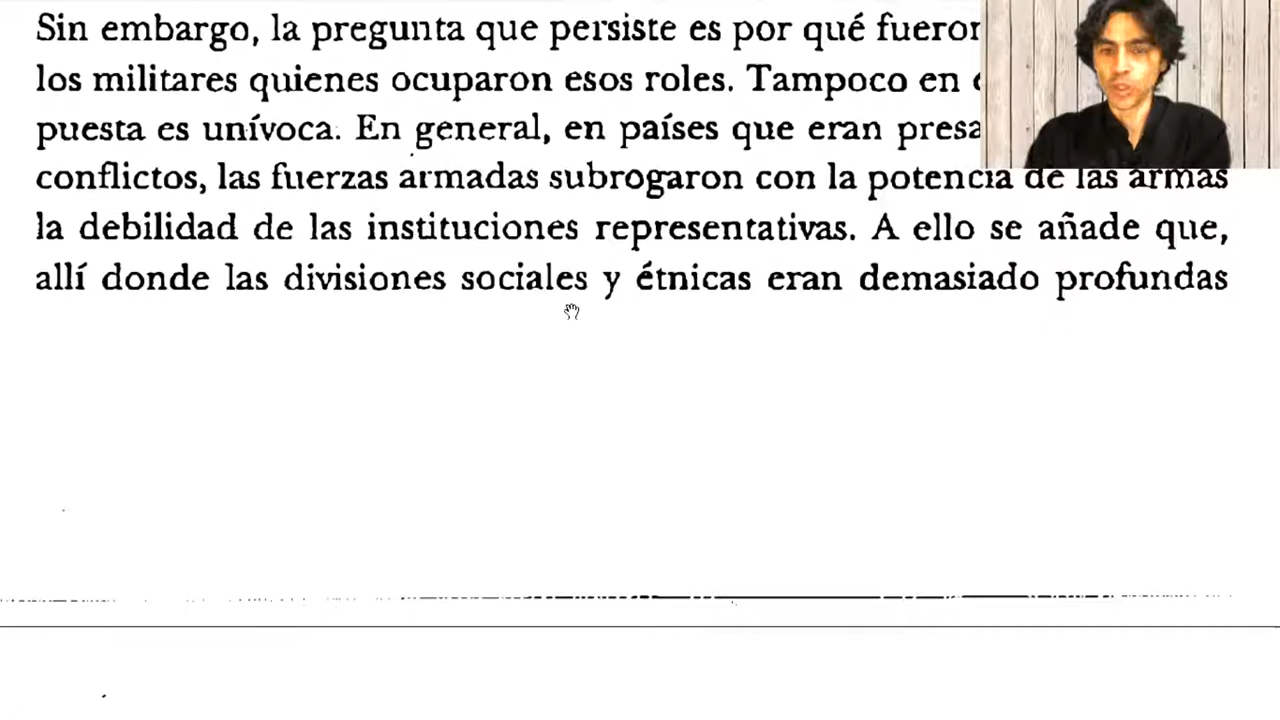 Sin embargo, la pregunta que persiste es por qué fueron
los militares quienes ocuparon esos roles. Tampoco en
puesta es unívoca. En general, en países que eran presa
conflictos, las fuerzas armadas subrogaron con la potencia de las armas
la debilidad de las instituciones representativas. A ello se añade que,
allí donde las divisiones sociales y étnicas eran demasiado profundas